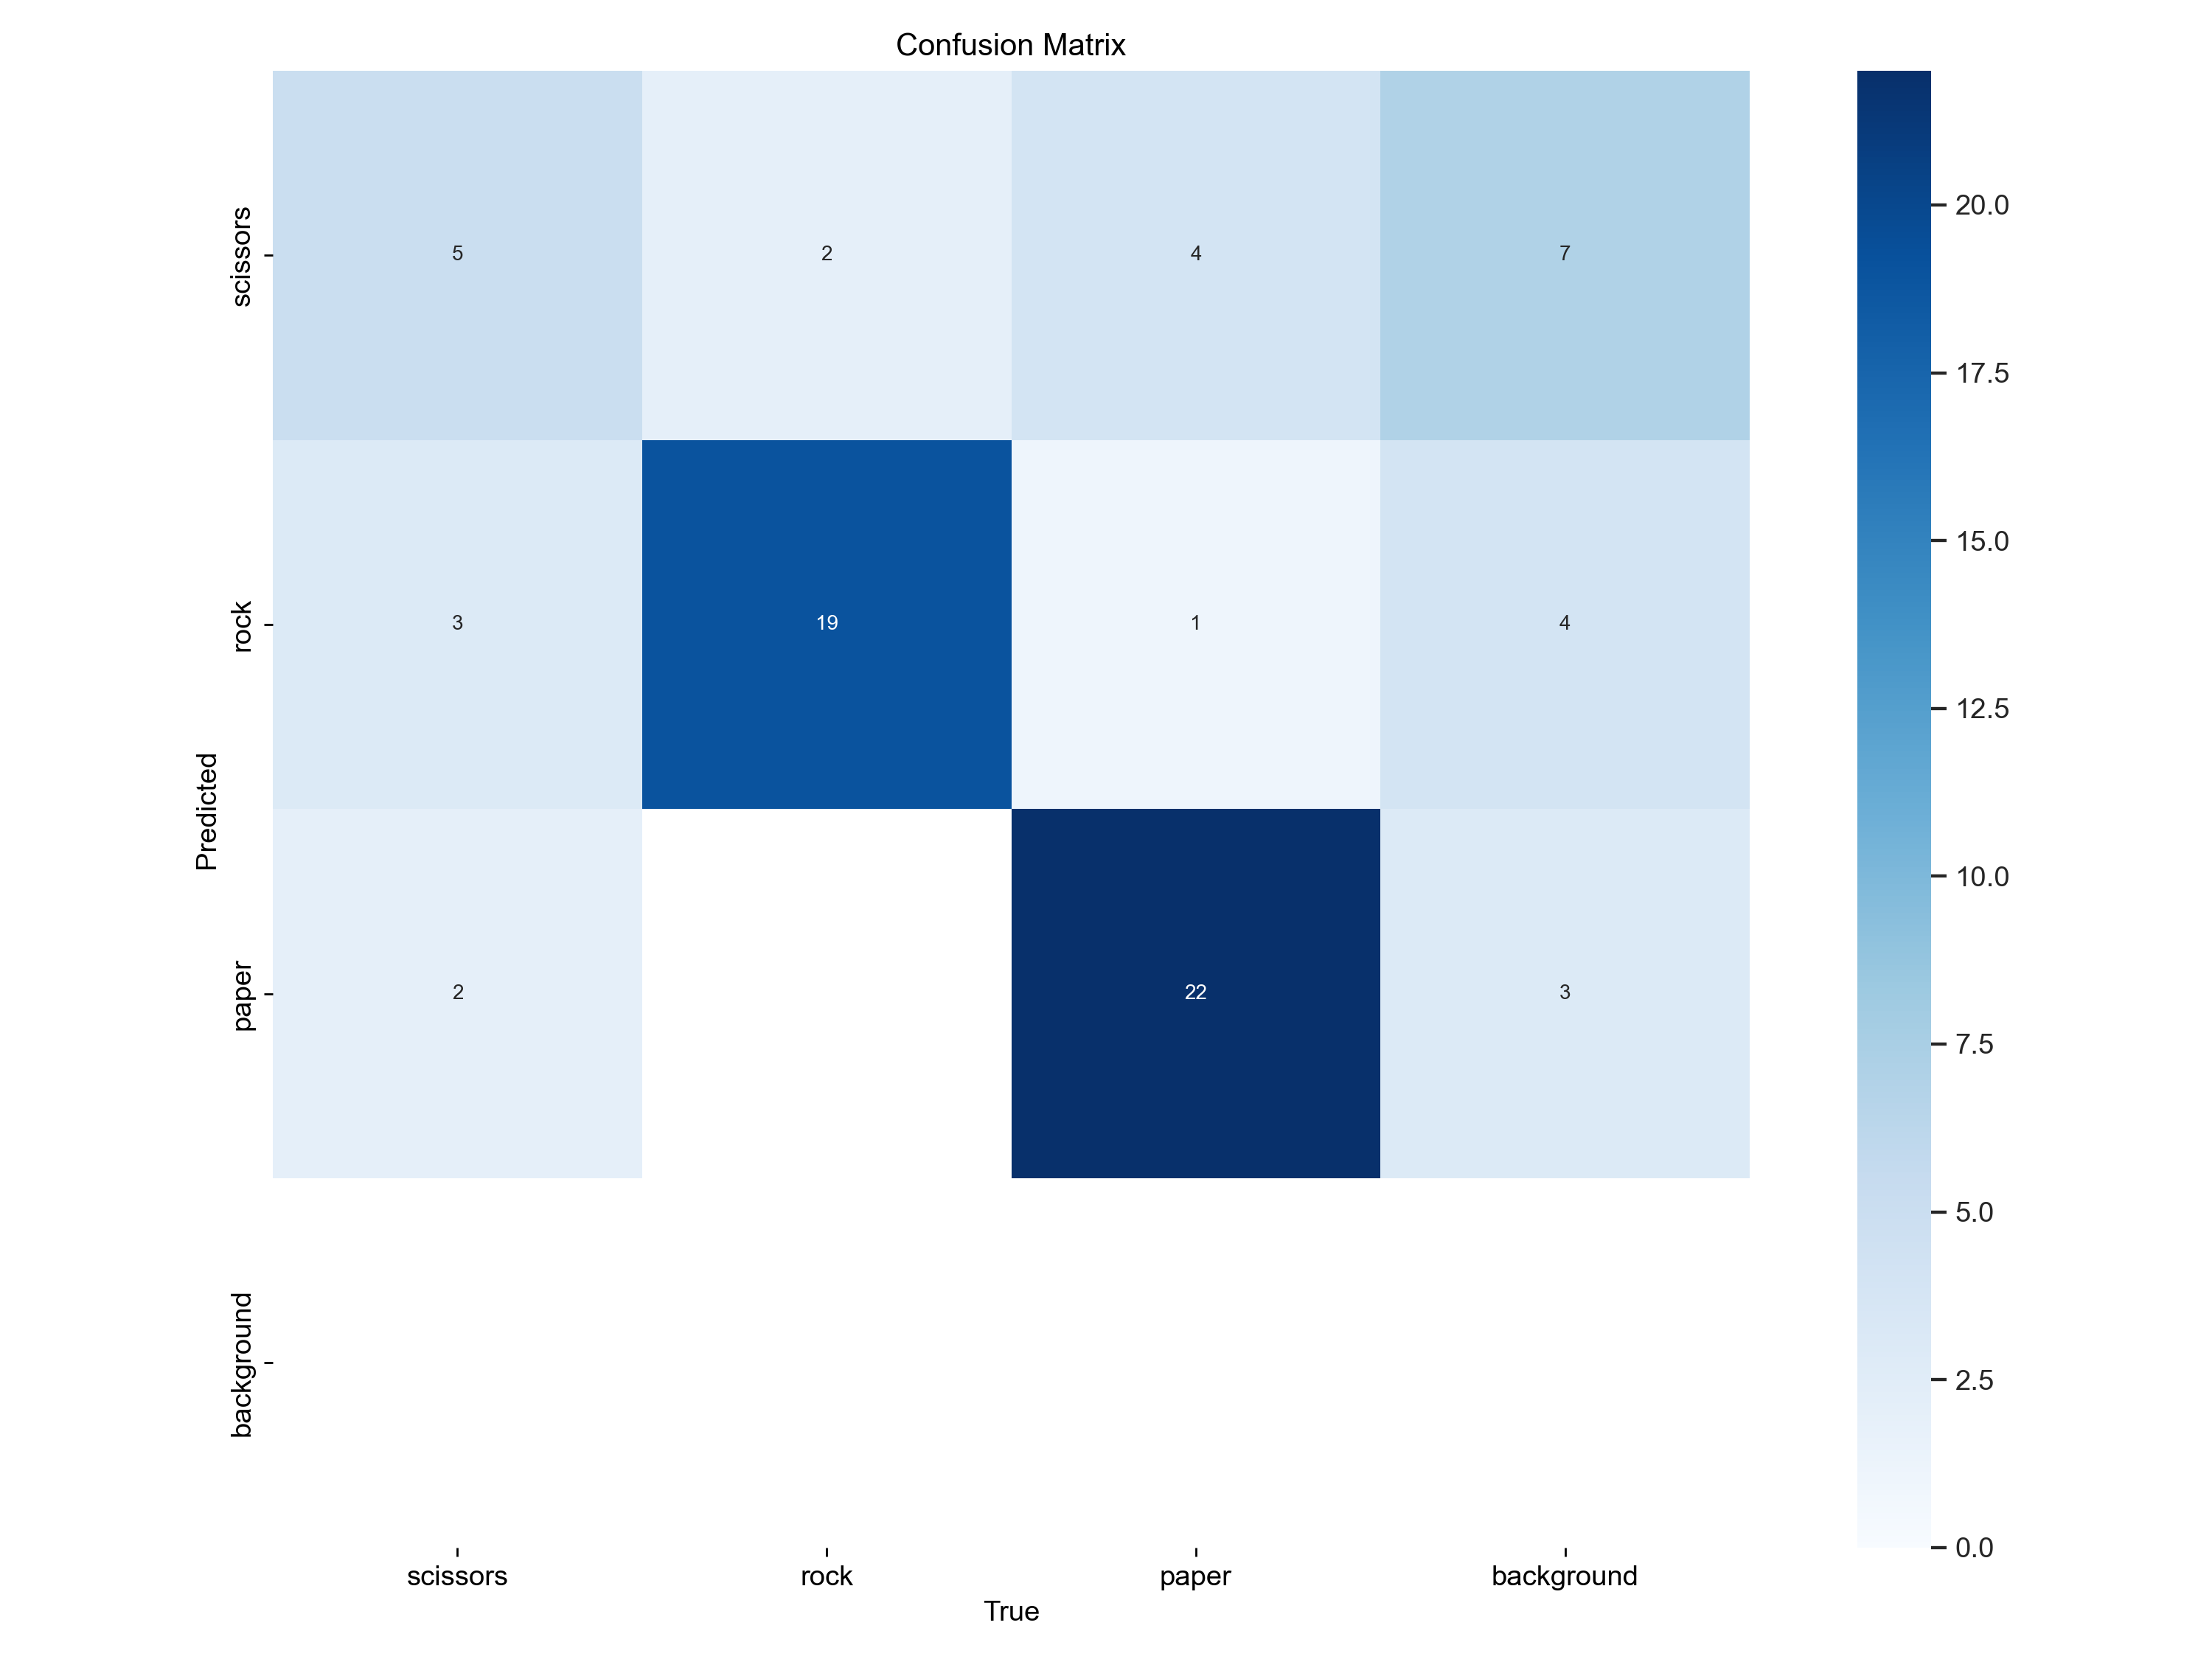 Confusion Matrix
scissors
5 2 4 7
rock
3 19 1 4
paper
2 22 3
background
Predicted
scissors rock paper background
True
20.0
17.5
15.0
12.5
10.0
7.5
5.0
2.5
0.0